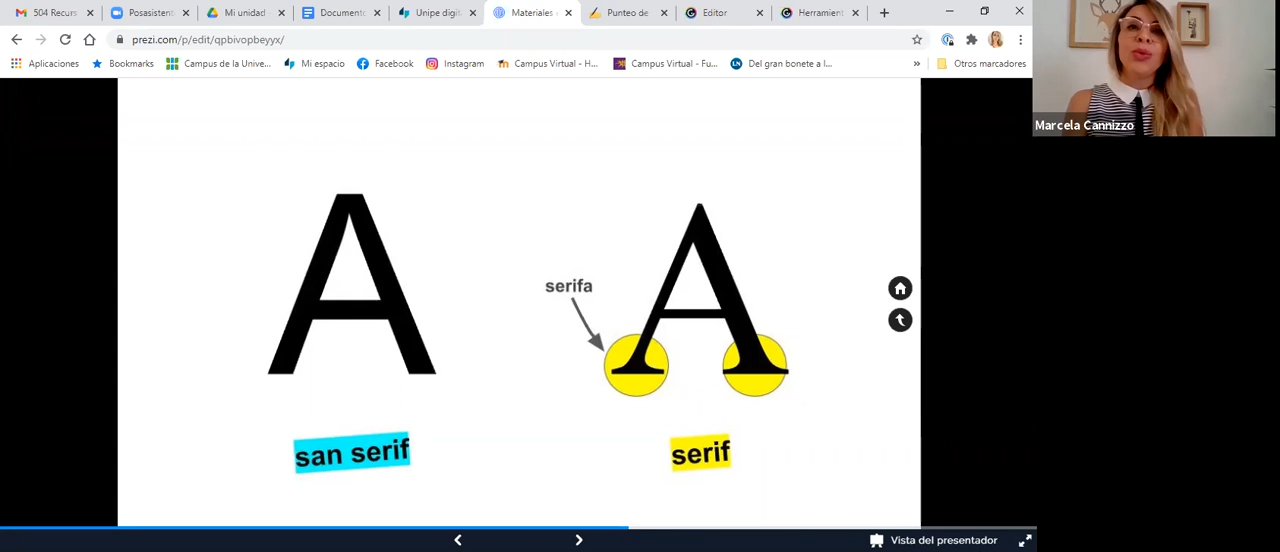 504 Recurs
Posasistent
Mi unidad
Documento
Unipe digit
Materiales
Punteo de
Editor
Herramient
prezi.com/p/edit/qpbivopbeyyx/
Aplicaciones
Bookmarks
Campus de la Unive...
Mi espacio
Facebook
Instagram
Campus Virtual - H...
Campus Virtual - Fu...
LN
Del gran bonete a l...
»
Otros marcadores
Marcela Cannizzo
A
A
serifa
san serif
serif
Vista del presentador